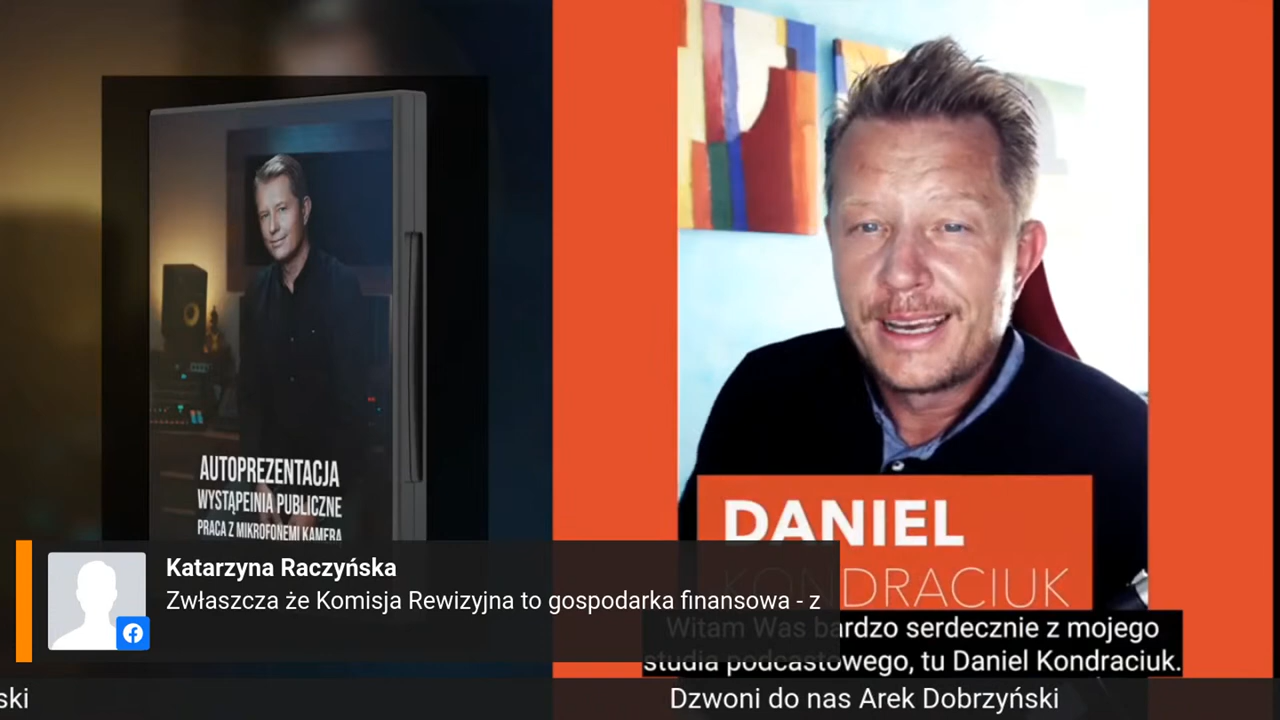 AUTOPREZENTACJA
WYSTĄPEINIA PUBLICZNE
PRACA Z MIKROFONEMI KAMERĄ
DANIEL
KONDRACIUK
Katarzyna Raczyńska
Zwłaszcza że Komisja Rewizyjna to gospodarka finansowa - z
Witam Was bardzo serdecznie z mojego
studia podcastowego, tu Daniel Kondraciuk.
ski
Dzwoni do nas Arek Dobrzyński